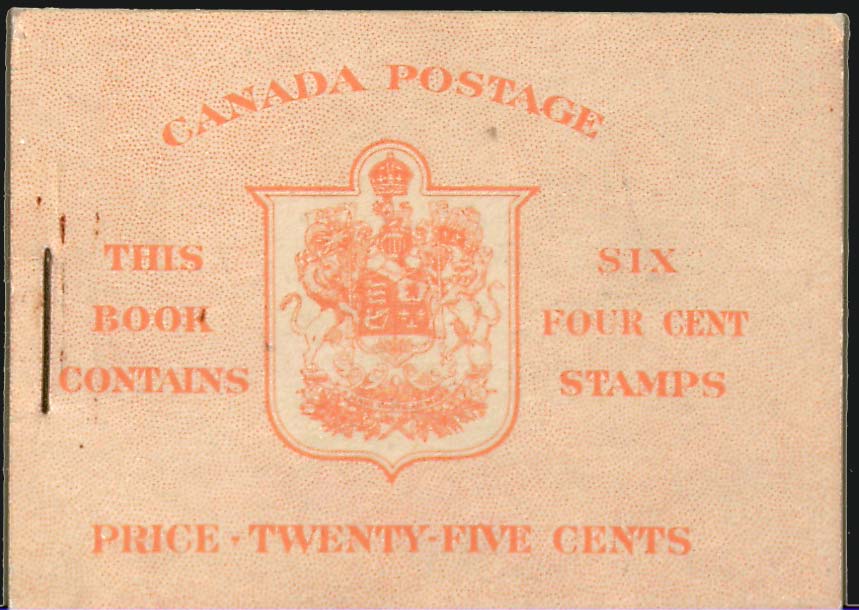 CANADA POSTAGE
THIS
BOOK
CONTAINS
SIX
FOUR CENT
STAMPS
PRICE · TWENTY-FIVE CENTS